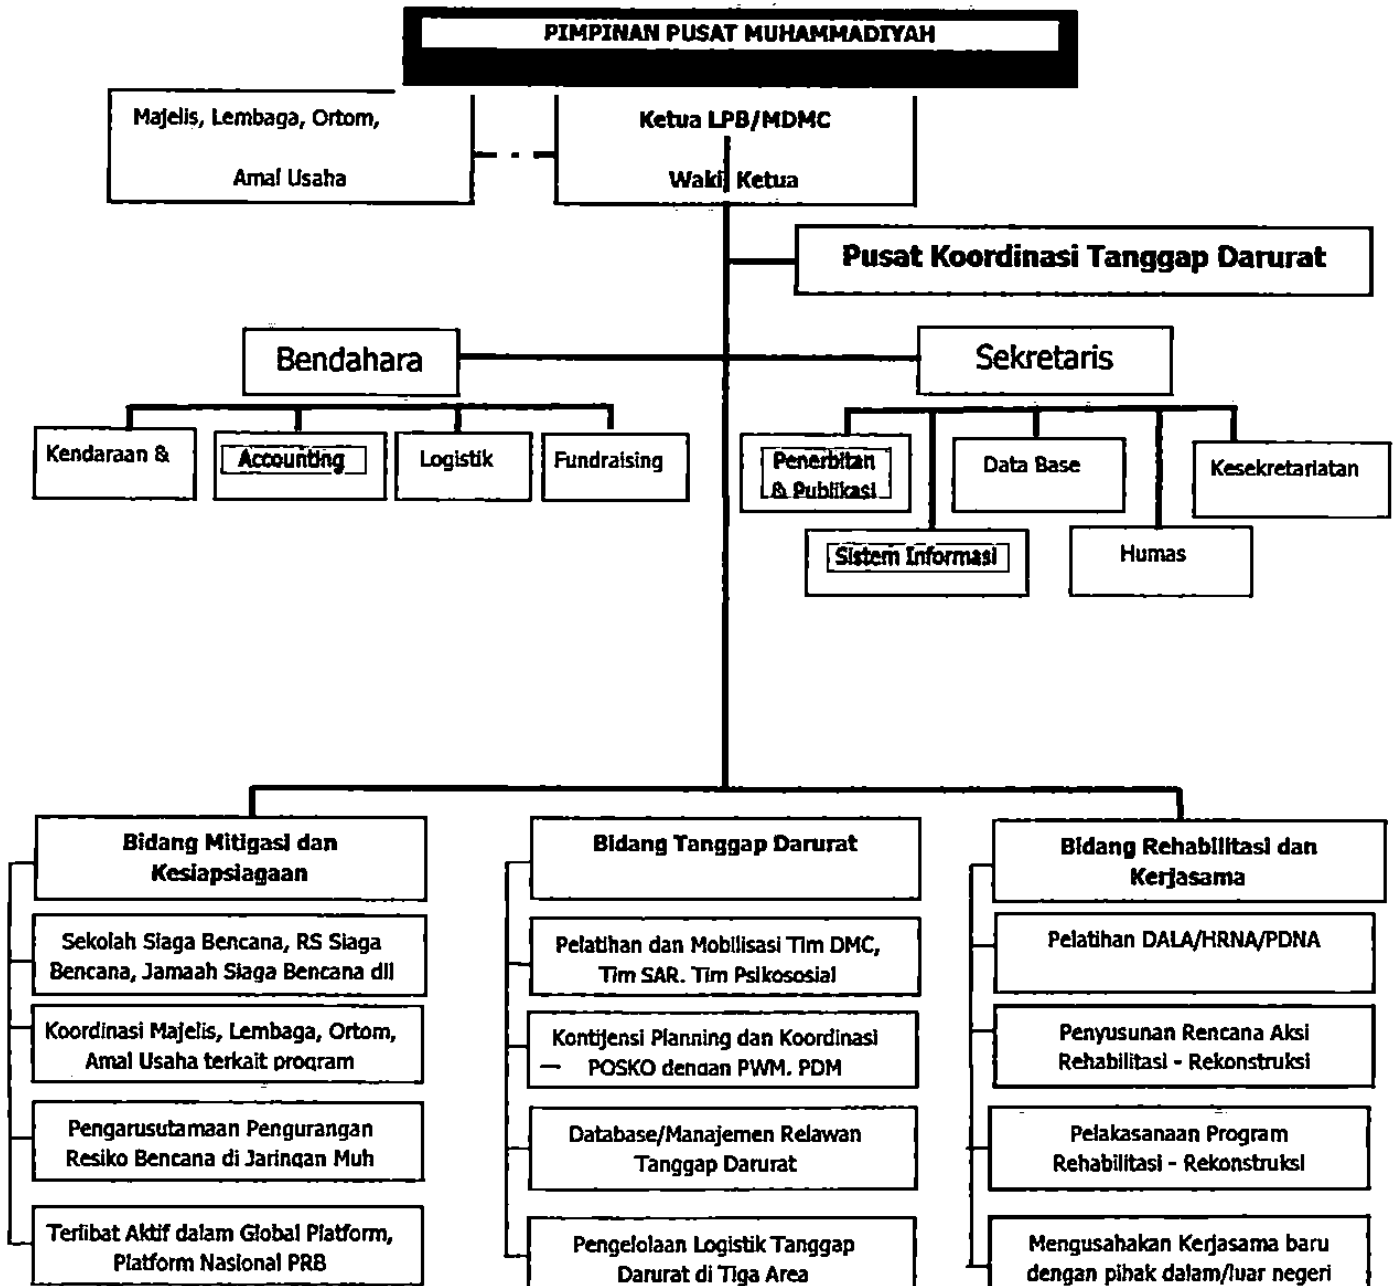 PIMPINAN PUSAT MUHAMMADIYAH
Majelis, Lembaga, Ortom,
Amal Usaha
Ketua LPB/MDMC
Wakil Ketua
Pusat Koordinasi Tanggap Darurat
Bendahara
Sekretaris
Kendaraan &
Accounting
Logistik
Fundraising
Penerbitan
& Publikasi
Data Base
Kesekretariatan
Sistem Informasi
Humas
Bidang Mitigasi dan
Kesiapsiagaan
Sekolah Siaga Bencana, RS Siaga
Bencana, Jamaah Siaga Bencana dll
Koordinasi Majelis, Lembaga, Ortom,
Amal Usaha terkait program
Pengarusutamaan Pengurangan
Resiko Bencana di Jaringan Muh
Terlibat Aktif dalam Global Platform,
Platform Nasional PRB
Bidang Tanggap Darurat
Pelatihan dan Mobilisasi Tim DMC,
Tim SAR. Tim Psikososial
Kontijensi Planning dan Koordinasi
POSKO dengan PWM. PDM
Database/Manajemen Relawan
Tanggap Darurat
Pengelolaan Logistik Tanggap
Darurat di Tiga Area
Bidang Rehabilitasi dan
Kerjasama
Pelatihan DALA/HRNA/PDNA
Penyusunan Rencana Aksi
Rehabilitasi - Rekonstruksi
Pelakasanaan Program
Rehabilitasi - Rekonstruksi
Mengusahakan Kerjasama baru
dengan pihak dalam/luar negeri